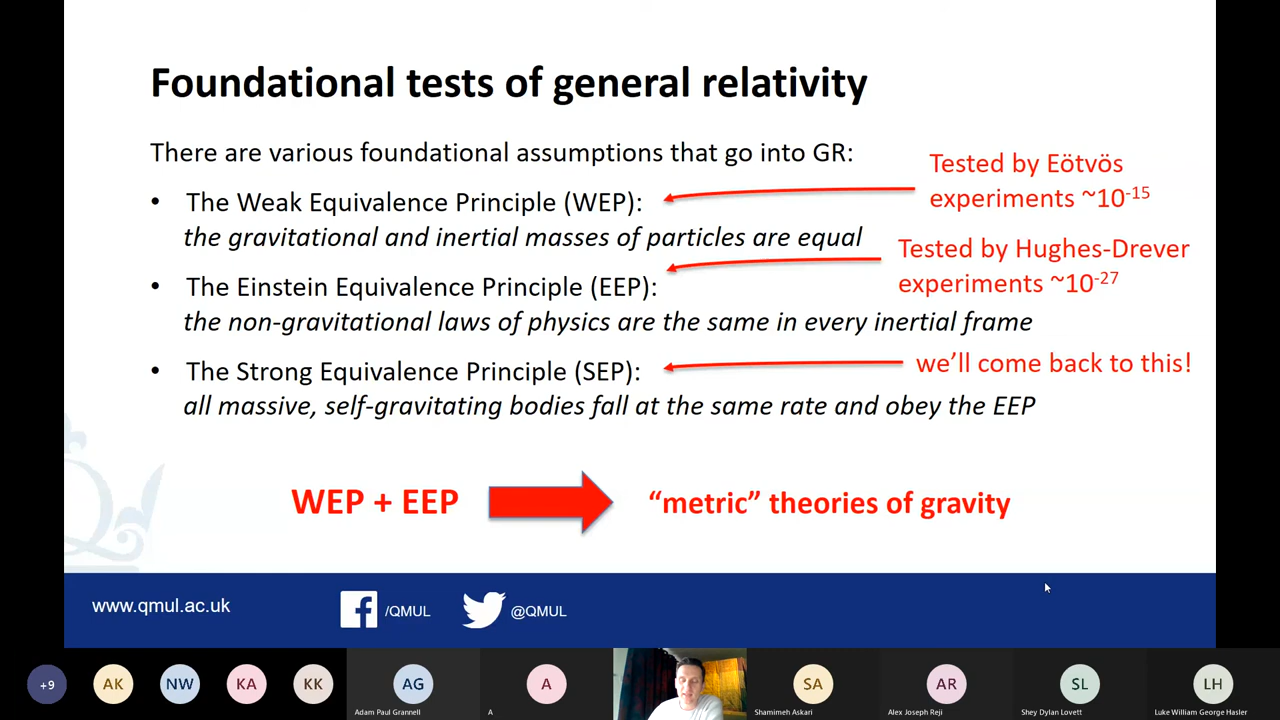 Foundational tests of general relativity
There are various foundational assumptions that go into GR:
Tested by Eötvös
experiments ~10⁻¹⁵
• The Weak Equivalence Principle (WEP):
the gravitational and inertial masses of particles are equal
Tested by Hughes-Drever
experiments ~10⁻²⁷
• The Einstein Equivalence Principle (EEP):
the non-gravitational laws of physics are the same in every inertial frame
• The Strong Equivalence Principle (SEP):
we’ll come back to this!
all massive, self-gravitating bodies fall at the same rate and obey the EEP
WEP + EEP
“metric” theories of gravity
www.qmul.ac.uk
/QMUL
@QMUL
+9
AK
NW
KA
KK
AG
Adam Paul Grannell
A
A
SA
Shamimeh Askari
AR
Alex Joseph Reji
SL
Shey Dylan Lovett
LH
Luke William George Hasler